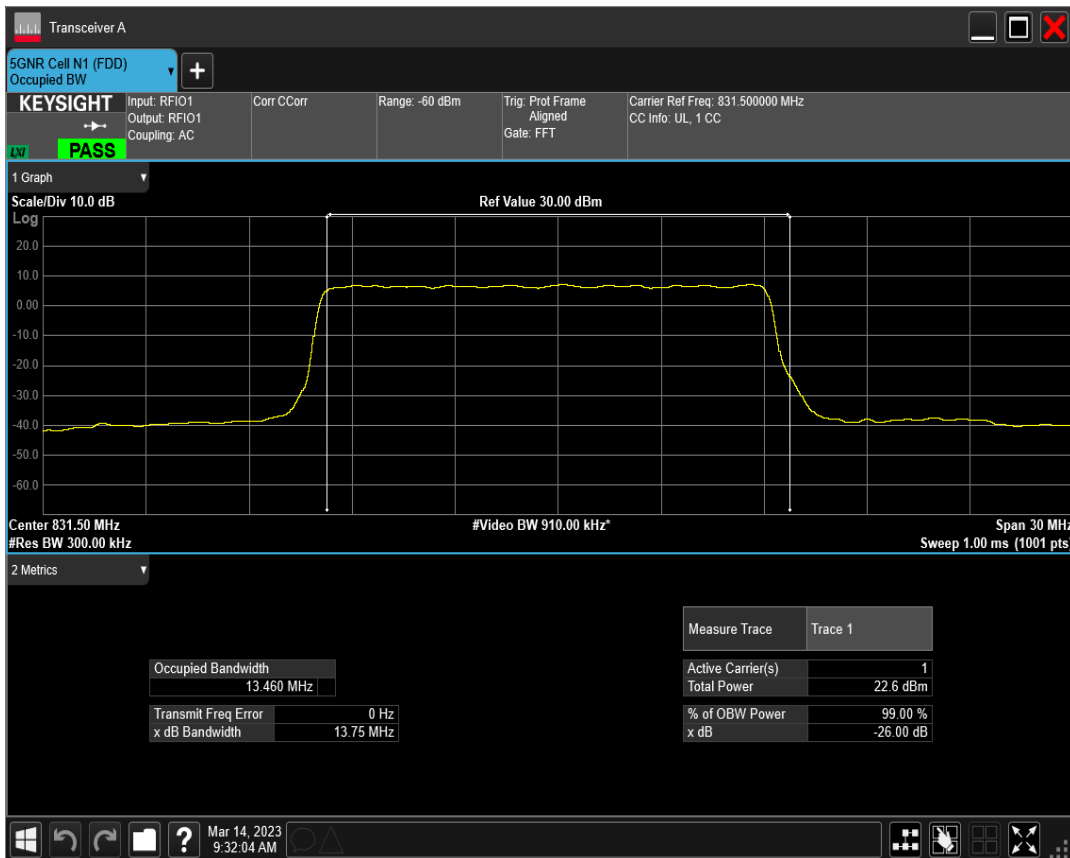 Transceiver A
5GNR Cell N1 (FDD)
Occupied BW
+
KEYSIGHT
LXI
PASS
Input: RFIO1
Output: RFIO1
Coupling: AC
Corr CCorr
Range: -60 dBm
Trig: Prot Frame
Aligned
Gate: FFT
Carrier Ref Freq: 831.500000 MHz
CC Info: UL, 1 CC
1 Graph
Scale/Div 10.0 dB
Ref Value 30.00 dBm
Log
20.0
10.0
0.00
-10.0
-20.0
-30.0
-40.0
-50.0
-60.0
Center 831.50 MHz
#Video BW 910.00 kHz*
Span 30 MHz
#Res BW 300.00 kHz
Sweep 1.00 ms (1001 pts)
2 Metrics
Measure Trace Trace 1
Occupied Bandwidth
13.460 MHz
Active Carrier(s) 1
Total Power 22.6 dBm
Transmit Freq Error 0 Hz
x dB Bandwidth 13.75 MHz
% of OBW Power 99.00 %
x dB -26.00 dB
?
Mar 14, 2023
9:32:04 AM